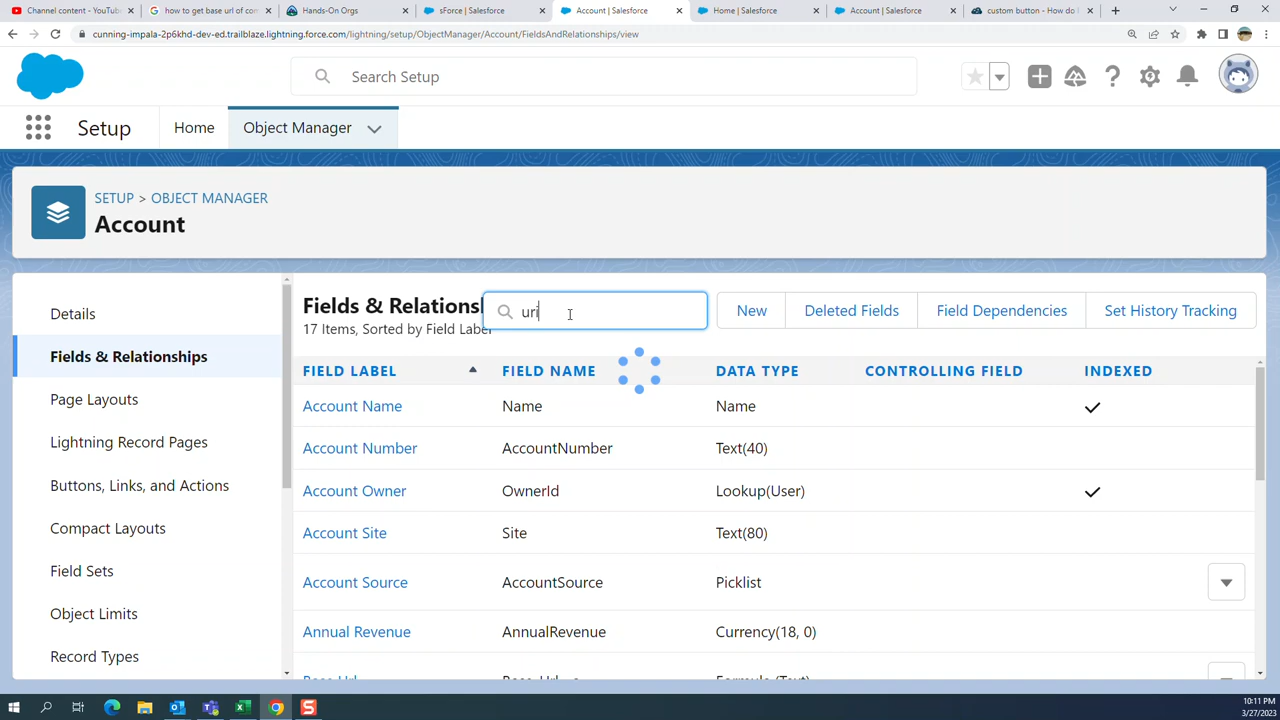 Channel content - YouTub
how to get base url of com
Hands-On Orgs
sForce | Salesforce
Account | Salesforce
Home | Salesforce
Account | Salesforce
custom button - How do I
cunning-impala-2p6khd-dev-ed.trailblaze.lightning.force.com/lightning/setup/ObjectManager/Account/FieldsAndRelationships/view
Search Setup
Setup
Home
Object Manager
SETUP > OBJECT MANAGER
Account
Details
Fields & Relationships
Page Layouts
Lightning Record Pages
Buttons, Links, and Actions
Compact Layouts
Field Sets
Object Limits
Record Types
Fields & Relationsh
17 Items, Sorted by Field Label
uri
New
Deleted Fields
Field Dependencies
Set History Tracking
FIELD LABEL FIELD NAME DATA TYPE CONTROLLING FIELD INDEXED
Account Name Name Name
Account Number AccountNumber Text(40)
Account Owner OwnerId Lookup(User)
Account Site Site Text(80)
Account Source AccountSource Picklist
Annual Revenue AnnualRevenue Currency(18, 0)
10:11 PM
3/27/2023